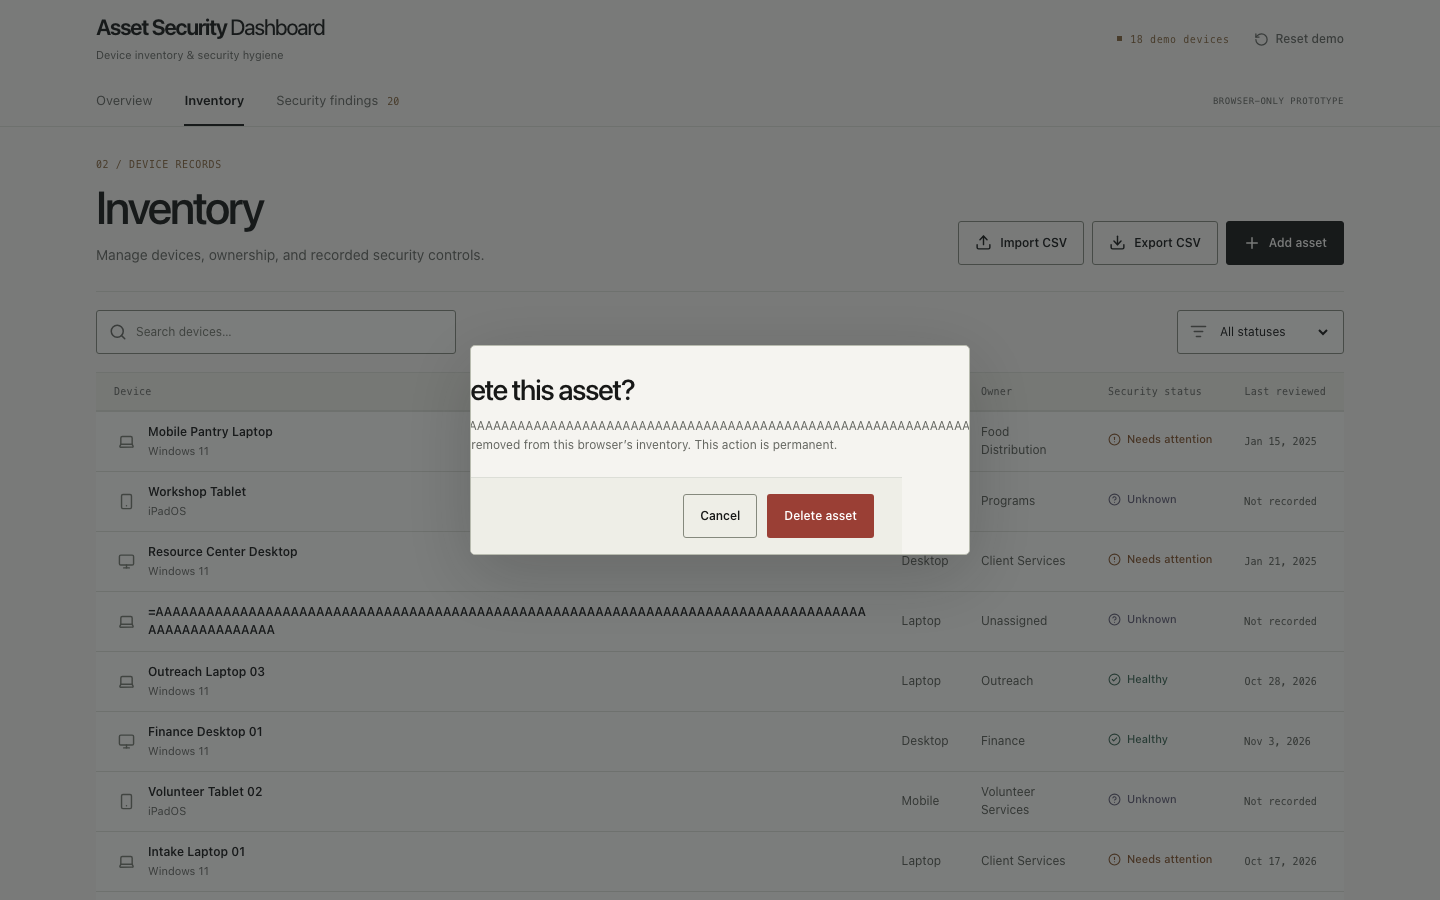 Asset Security Dashboard
Device inventory & security hygiene
18 demo devices
Reset demo
Overview
Inventory
Security findings 20
BROWSER-ONLY PROTOTYPE
02 / DEVICE RECORDS
Inventory
Manage devices, ownership, and recorded security controls.
Import CSV
Export CSV
Add asset
Search devices...
All statuses
ete this asset?
AAAAAAAAAAAAAAAAAAAAAAAAAAAAAAAAAAAAAAAAAAAAAAAAAAAAAAAAAAAAA
removed from this browser's inventory. This action is permanent.
Cancel
Delete asset
Device
Owner
Security status
Last reviewed
Mobile Pantry Laptop
Windows 11
Food
Distribution
Needs attention
Jan 15, 2025
Workshop Tablet
iPadOS
Programs
Unknown
Not recorded
Resource Center Desktop
Windows 11
Desktop
Client Services
Needs attention
Jan 21, 2025
=AAAAAAAAAAAAAAAAAAAAAAAAAAAAAAAAAAAAAAAAAAAAAAAAAAAAAAAAAAAAAAAAAAAAAAAAAAAAAAAAAAAA
AAAAAAAAAAAAAAA
Laptop
Unassigned
Unknown
Not recorded
Outreach Laptop 03
Windows 11
Laptop
Outreach
Healthy
Oct 28, 2026
Finance Desktop 01
Windows 11
Desktop
Finance
Healthy
Nov 3, 2026
Volunteer Tablet 02
iPadOS
Mobile
Volunteer
Services
Unknown
Not recorded
Intake Laptop 01
Windows 11
Laptop
Client Services
Needs attention
Oct 17, 2026